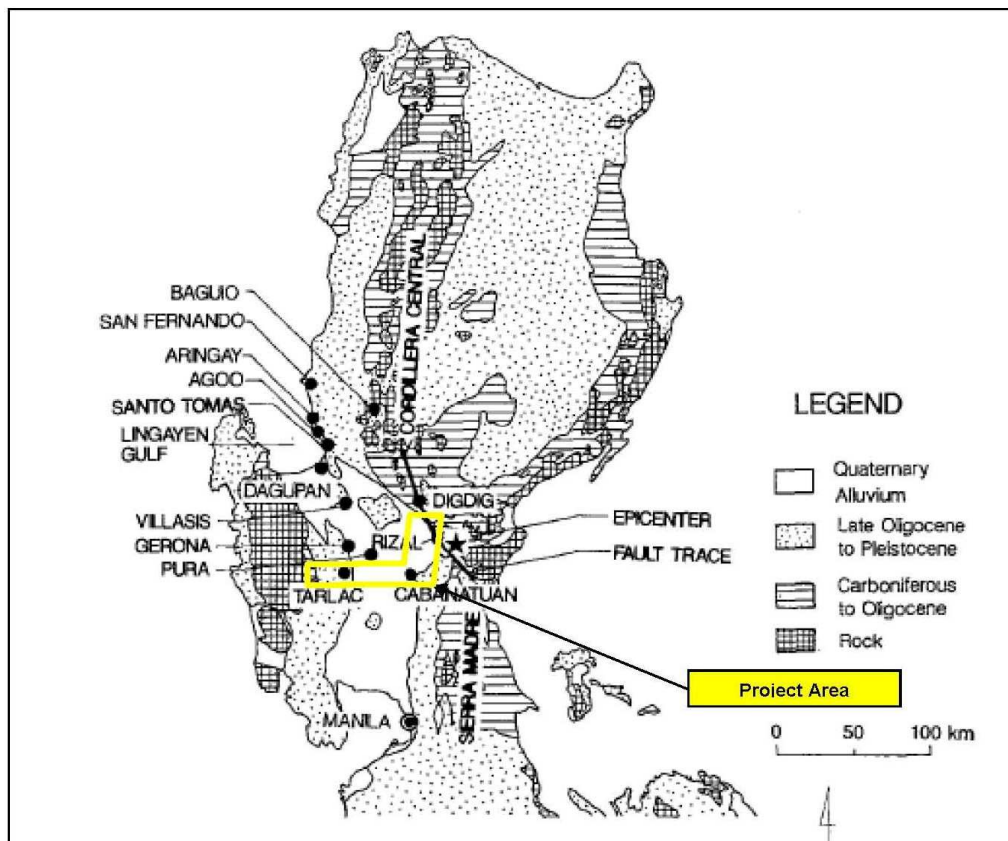 CORDILLERA CENTRAL
BAGUIO
SAN FERNANDO
ARINGAY
AGOO
SANTO TOMAS
LINGAYEN
GULF
DAGUPAN
VILLASIS
GERONA
PURA
TARLAC
RIZAL
DIGDIG
CABANATUAN
EPICENTER
FAULT TRACE
SIERRA MADRE
MANILA
Project Area
LEGEND
Quaternary
Alluvium
Late Oligocene
to Pleistocene
Carboniferous
to Oligocene
Rock
0 50 100 km